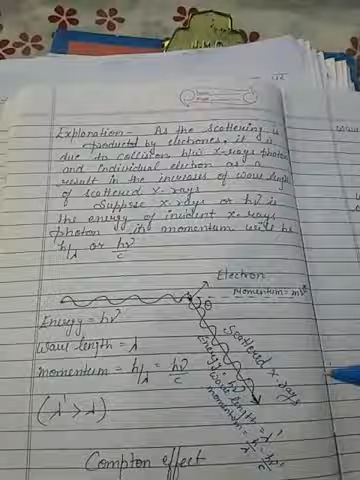 Explanation - As the scattering is
produced by electrones, it is
due to collision b/w x-rays photon
and individual electron as a
result in the increases of wave length
of scattered x-rays
Suppose x-rays or hν is
the energy of incident x-rays
photon its momentum will be
h/λ or hν/c
Electron
Momentum = mv
θ
Energy = hν
Wave length = λ
momentum = h/λ = hν/c
(λ' > λ)
Scattered x-rays
Energy = hν'
Wave length = λ'
momentum = h/λ' = hν'/c
Compton effect